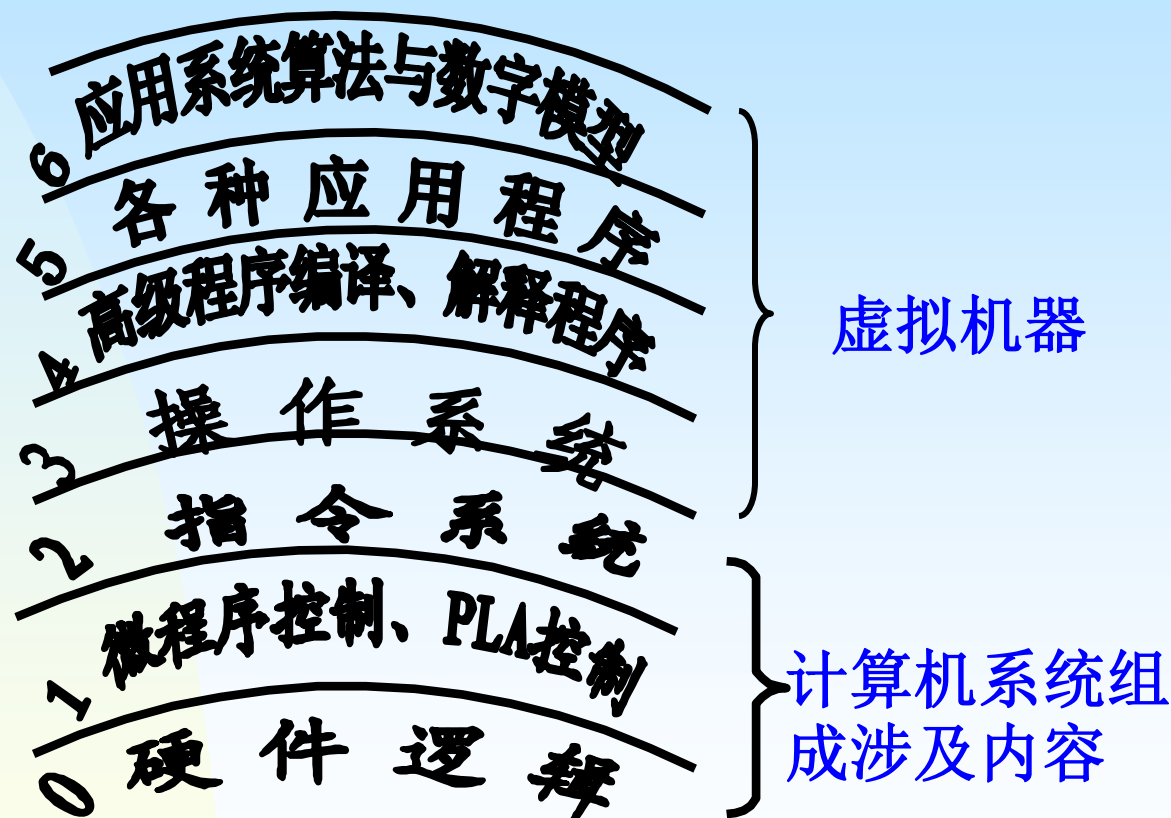 6 应用系统算法与数字模型
5 各种应用程序
4 高级程序编译、解释程序
3 操作系统
2 指令系统
1 微程序控制、PLA控制
0 硬件逻辑
虚拟机器
计算机系统组
成涉及内容